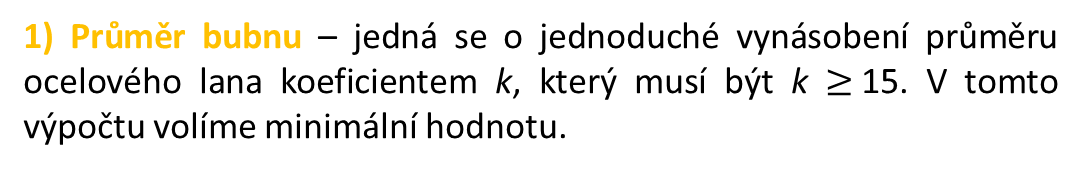 1) Průměr bubnu – jedná se o jednoduché vynásobení průměru
ocelového lana koeficientem k, který musí být k ≥ 15. V tomto
výpočtu volíme minimální hodnotu.